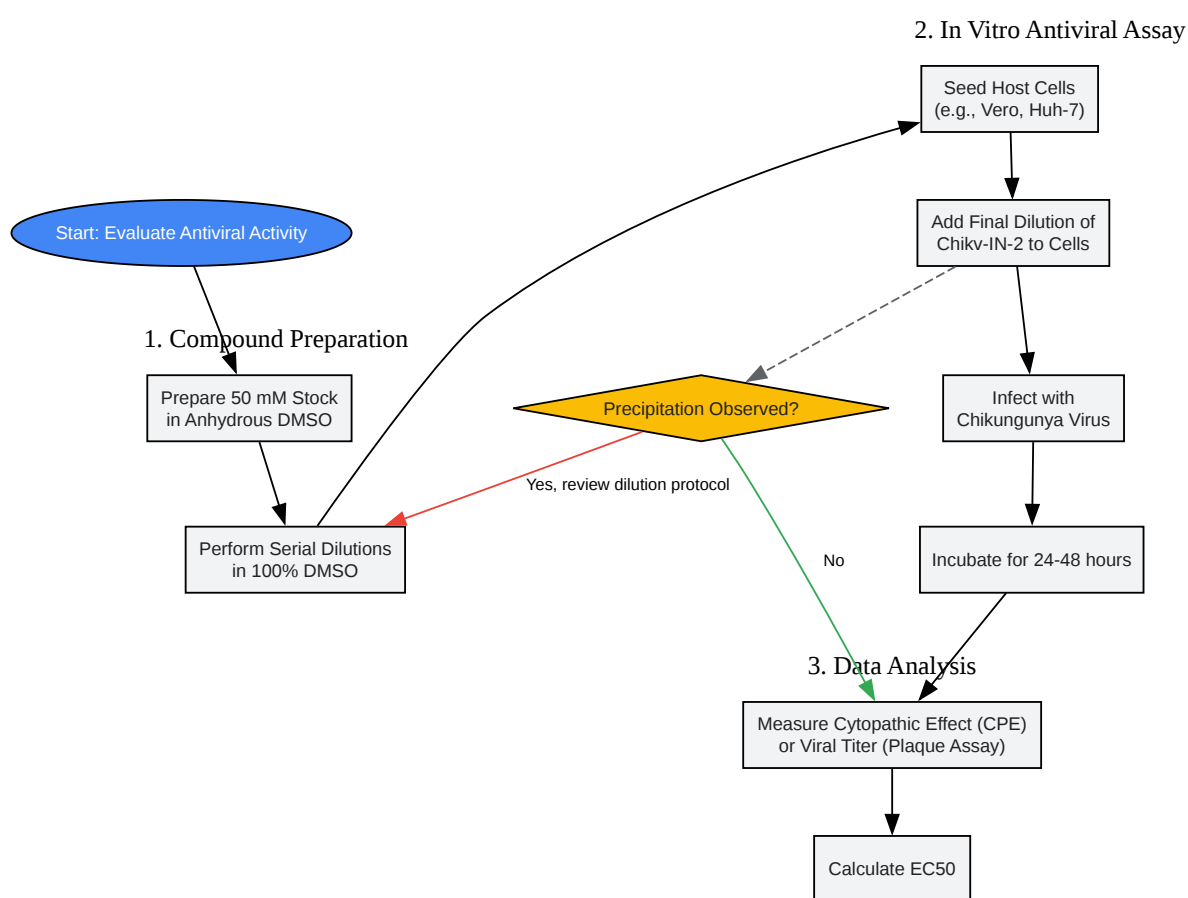 Start: Evaluate Antiviral Activity
1. Compound Preparation
Prepare 50 mM Stock
in Anhydrous DMSO
Perform Serial Dilutions
in 100% DMSO
2. In Vitro Antiviral Assay
Seed Host Cells
(e.g., Vero, Huh-7)
Add Final Dilution of
Chikv-IN-2 to Cells
Precipitation Observed?
Yes, review dilution protocol
No
Infect with
Chikungunya Virus
Incubate for 24-48 hours
3. Data Analysis
Measure Cytopathic Effect (CPE)
or Viral Titer (Plaque Assay)
Calculate EC50